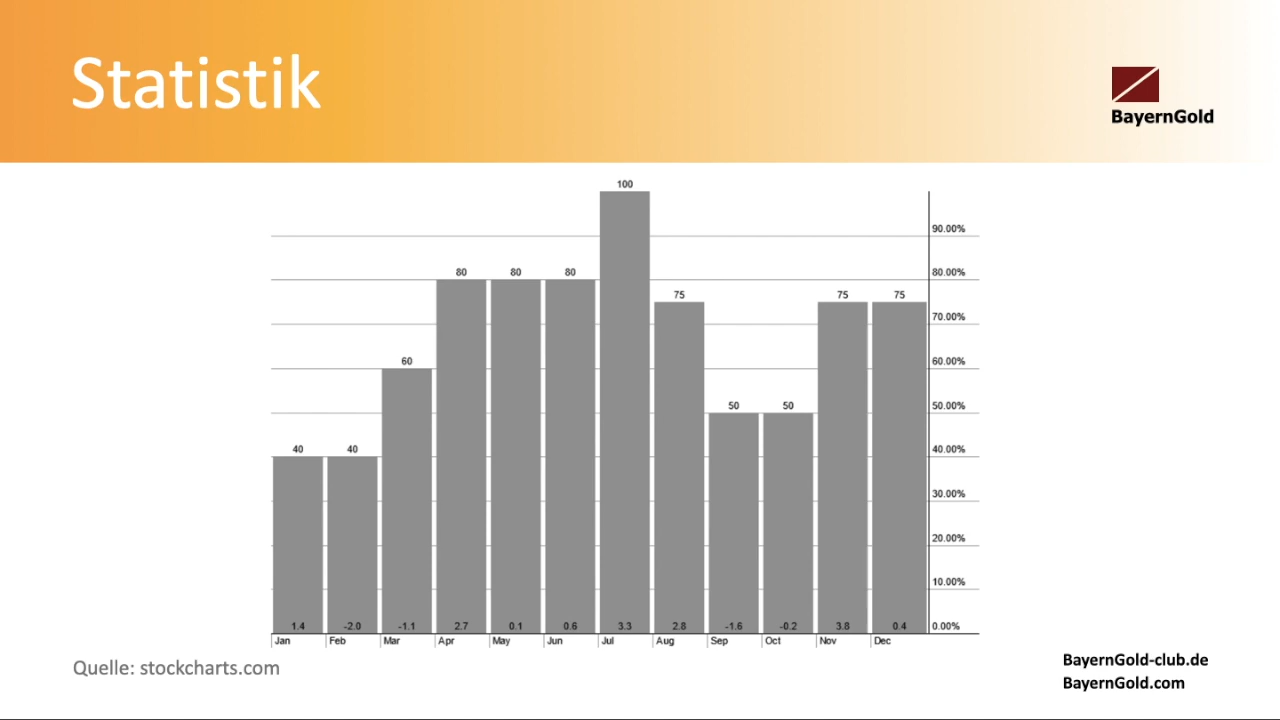 Statistik
BayernGold
100
90.00%
80 80 80
80.00%
75 75 75
70.00%
60
60.00%
50 50
50.00%
40 40
40.00%
30.00%
20.00%
10.00%
1.4 -2.0 -1.1 2.7 0.1 0.6 3.3 2.8 -1.6 -0.2 3.8 0.4 0.00%
Jan Feb Mar Apr May Jun Jul Aug Sep Oct Nov Dec
Quelle: stockcharts.com
BayernGold-club.de
BayernGold.com